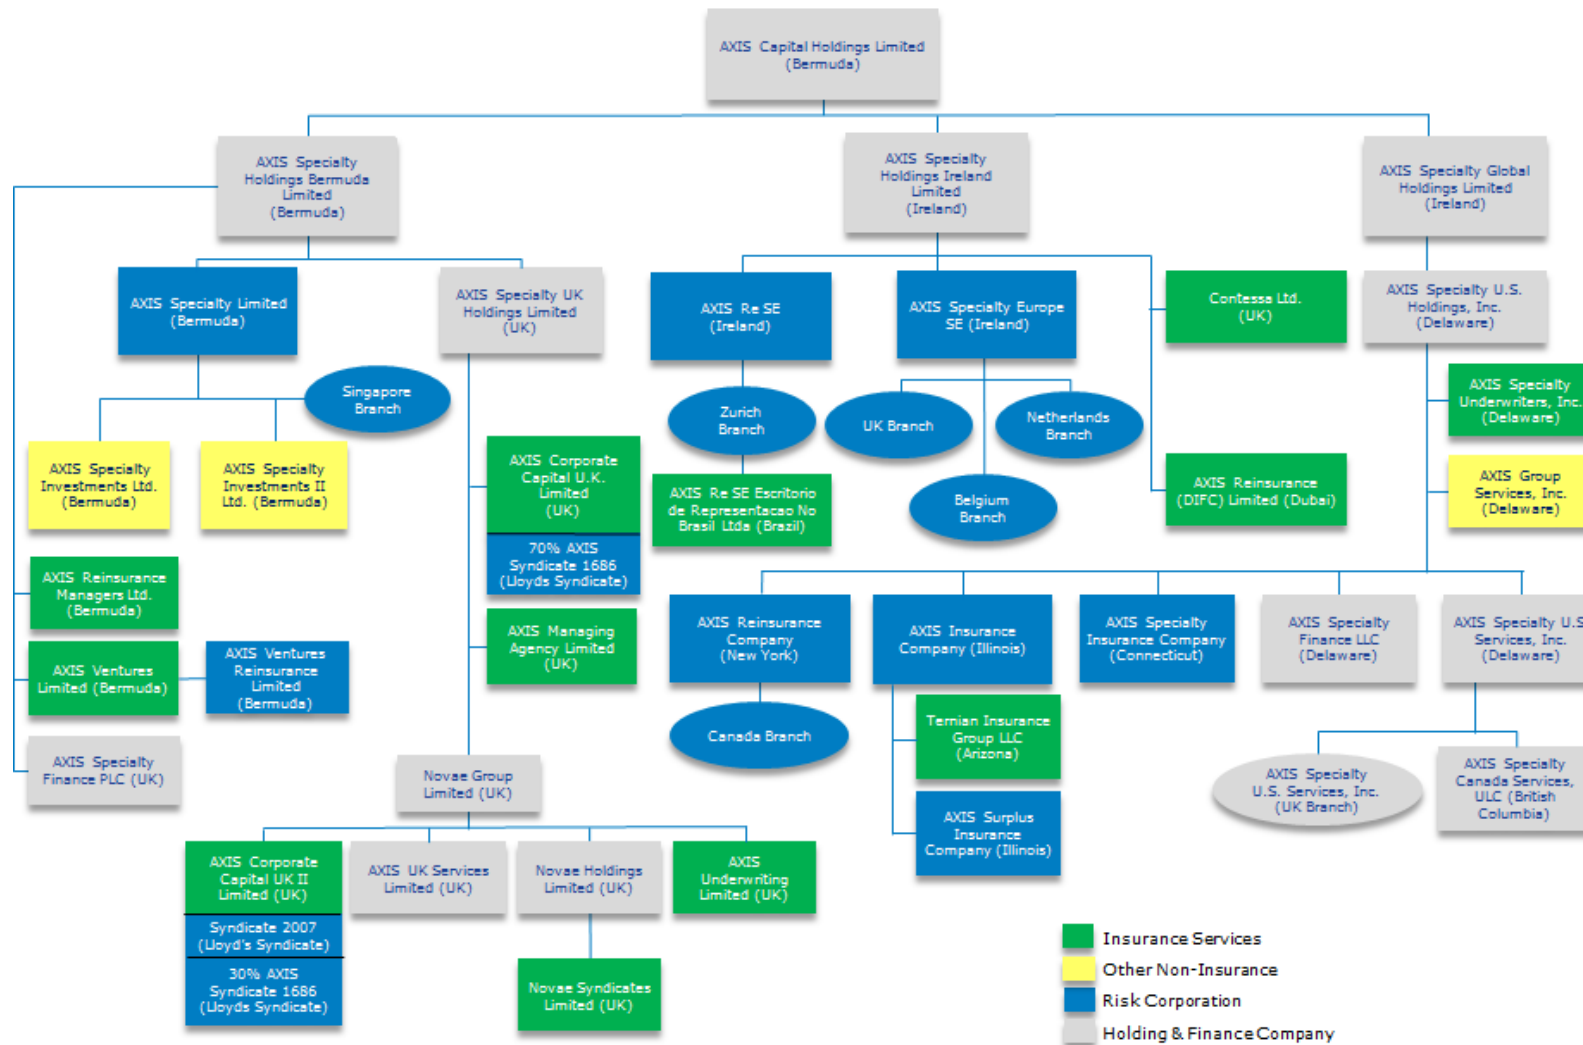 AXIS Capital Holdings Limited
(Bermuda)
AXIS Specialty
Holdings Bermuda
Limited
(Bermuda)
AXIS Specialty
Holdings Ireland
Limited
(Ireland)
AXIS Specialty Global
Holdings Limited
(Ireland)
AXIS Specialty Limited
(Bermuda)
AXIS Specialty UK
Holdings Limited
(UK)
AXIS Re SE
(Ireland)
AXIS Specialty Europe
SE (Ireland)
Contessa Ltd.
(UK)
AXIS Specialty U.S.
Holdings, Inc.
(Delaware)
Singapore
Branch
Zurich
Branch
UK Branch
Netherlands
Branch
AXIS Specialty
Underwriters, Inc.
(Delaware)
AXIS Specialty
Investments Ltd.
(Bermuda)
AXIS Specialty
Investments II
Ltd. (Bermuda)
AXIS Corporate
Capital U.K.
Limited
(UK)
70% AXIS
Syndicate 1686
(Lloyds Syndicate)
AXIS Re SE Escritorio
de Representacao No
Brasil Ltda (Brazil)
Belgium
Branch
AXIS Reinsurance
(DIFC) Limited (Dubai)
AXIS Group
Services, Inc.
(Delaware)
AXIS Reinsurance
Managers Ltd.
(Bermuda)
AXIS Managing
Agency Limited
(UK)
AXIS Reinsurance
Company
(New York)
AXIS Insurance
Company (Illinois)
AXIS Specialty
Insurance Company
(Connecticut)
AXIS Specialty
Finance LLC
(Delaware)
AXIS Specialty U.S
Services, Inc.
(Delaware)
AXIS Ventures
Limited (Bermuda)
AXIS Ventures
Reinsurance
Limited
(Bermuda)
Canada Branch
Ternian Insurance
Group LLC
(Arizona)
AXIS Specialty
Finance PLC (UK)
Novae Group
Limited (UK)
AXIS Surplus
Insurance
Company (Illinois)
AXIS Specialty
U.S. Services, Inc.
(UK Branch)
AXIS Specialty
Canada Services,
ULC (British
Columbia)
AXIS Corporate
Capital UK II
Limited (UK)
Syndicate 2007
(Lloyd's Syndicate)
30% AXIS
Syndicate 1686
(Lloyds Syndicate)
AXIS UK Services
Limited (UK)
Novae Holdings
Limited (UK)
AXIS
Underwriting
Limited (UK)
Novae Syndicates
Limited (UK)
Insurance Services
Other Non-Insurance
Risk Corporation
Holding & Finance Company